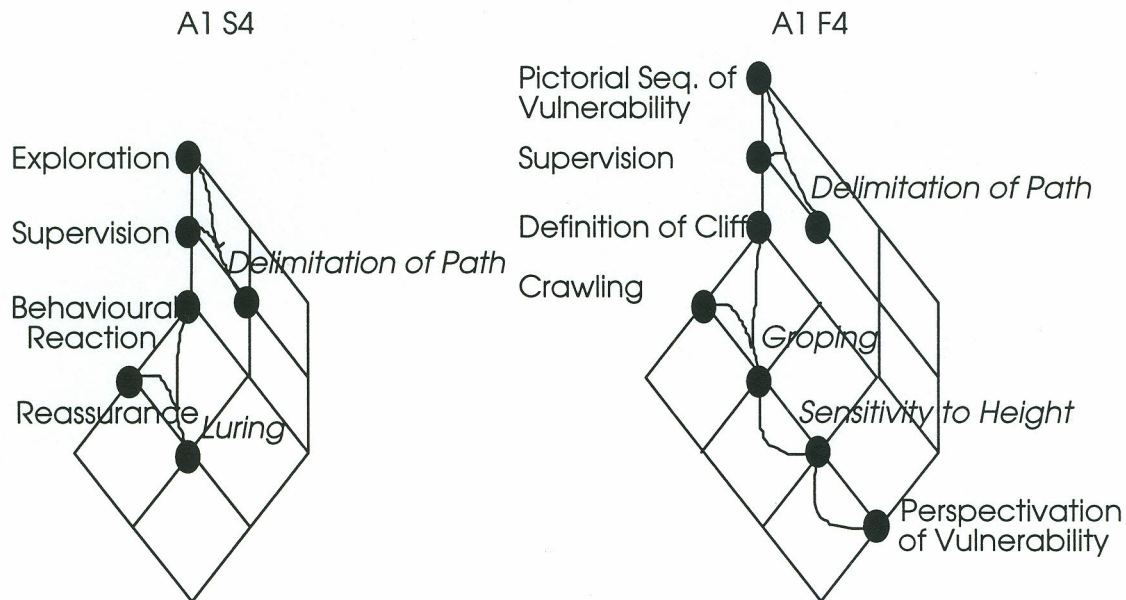 A1 S4
Exploration
Supervision
Delimitation of Path
Behavioural
Reaction
Reassurance
Luring
A1 F4
Pictorial Seq. of
Vulnerability
Supervision
Delimitation of Path
Definition of Cliff
Crawling
Groping
Sensitivity to Height
Perspectivation
of Vulnerability